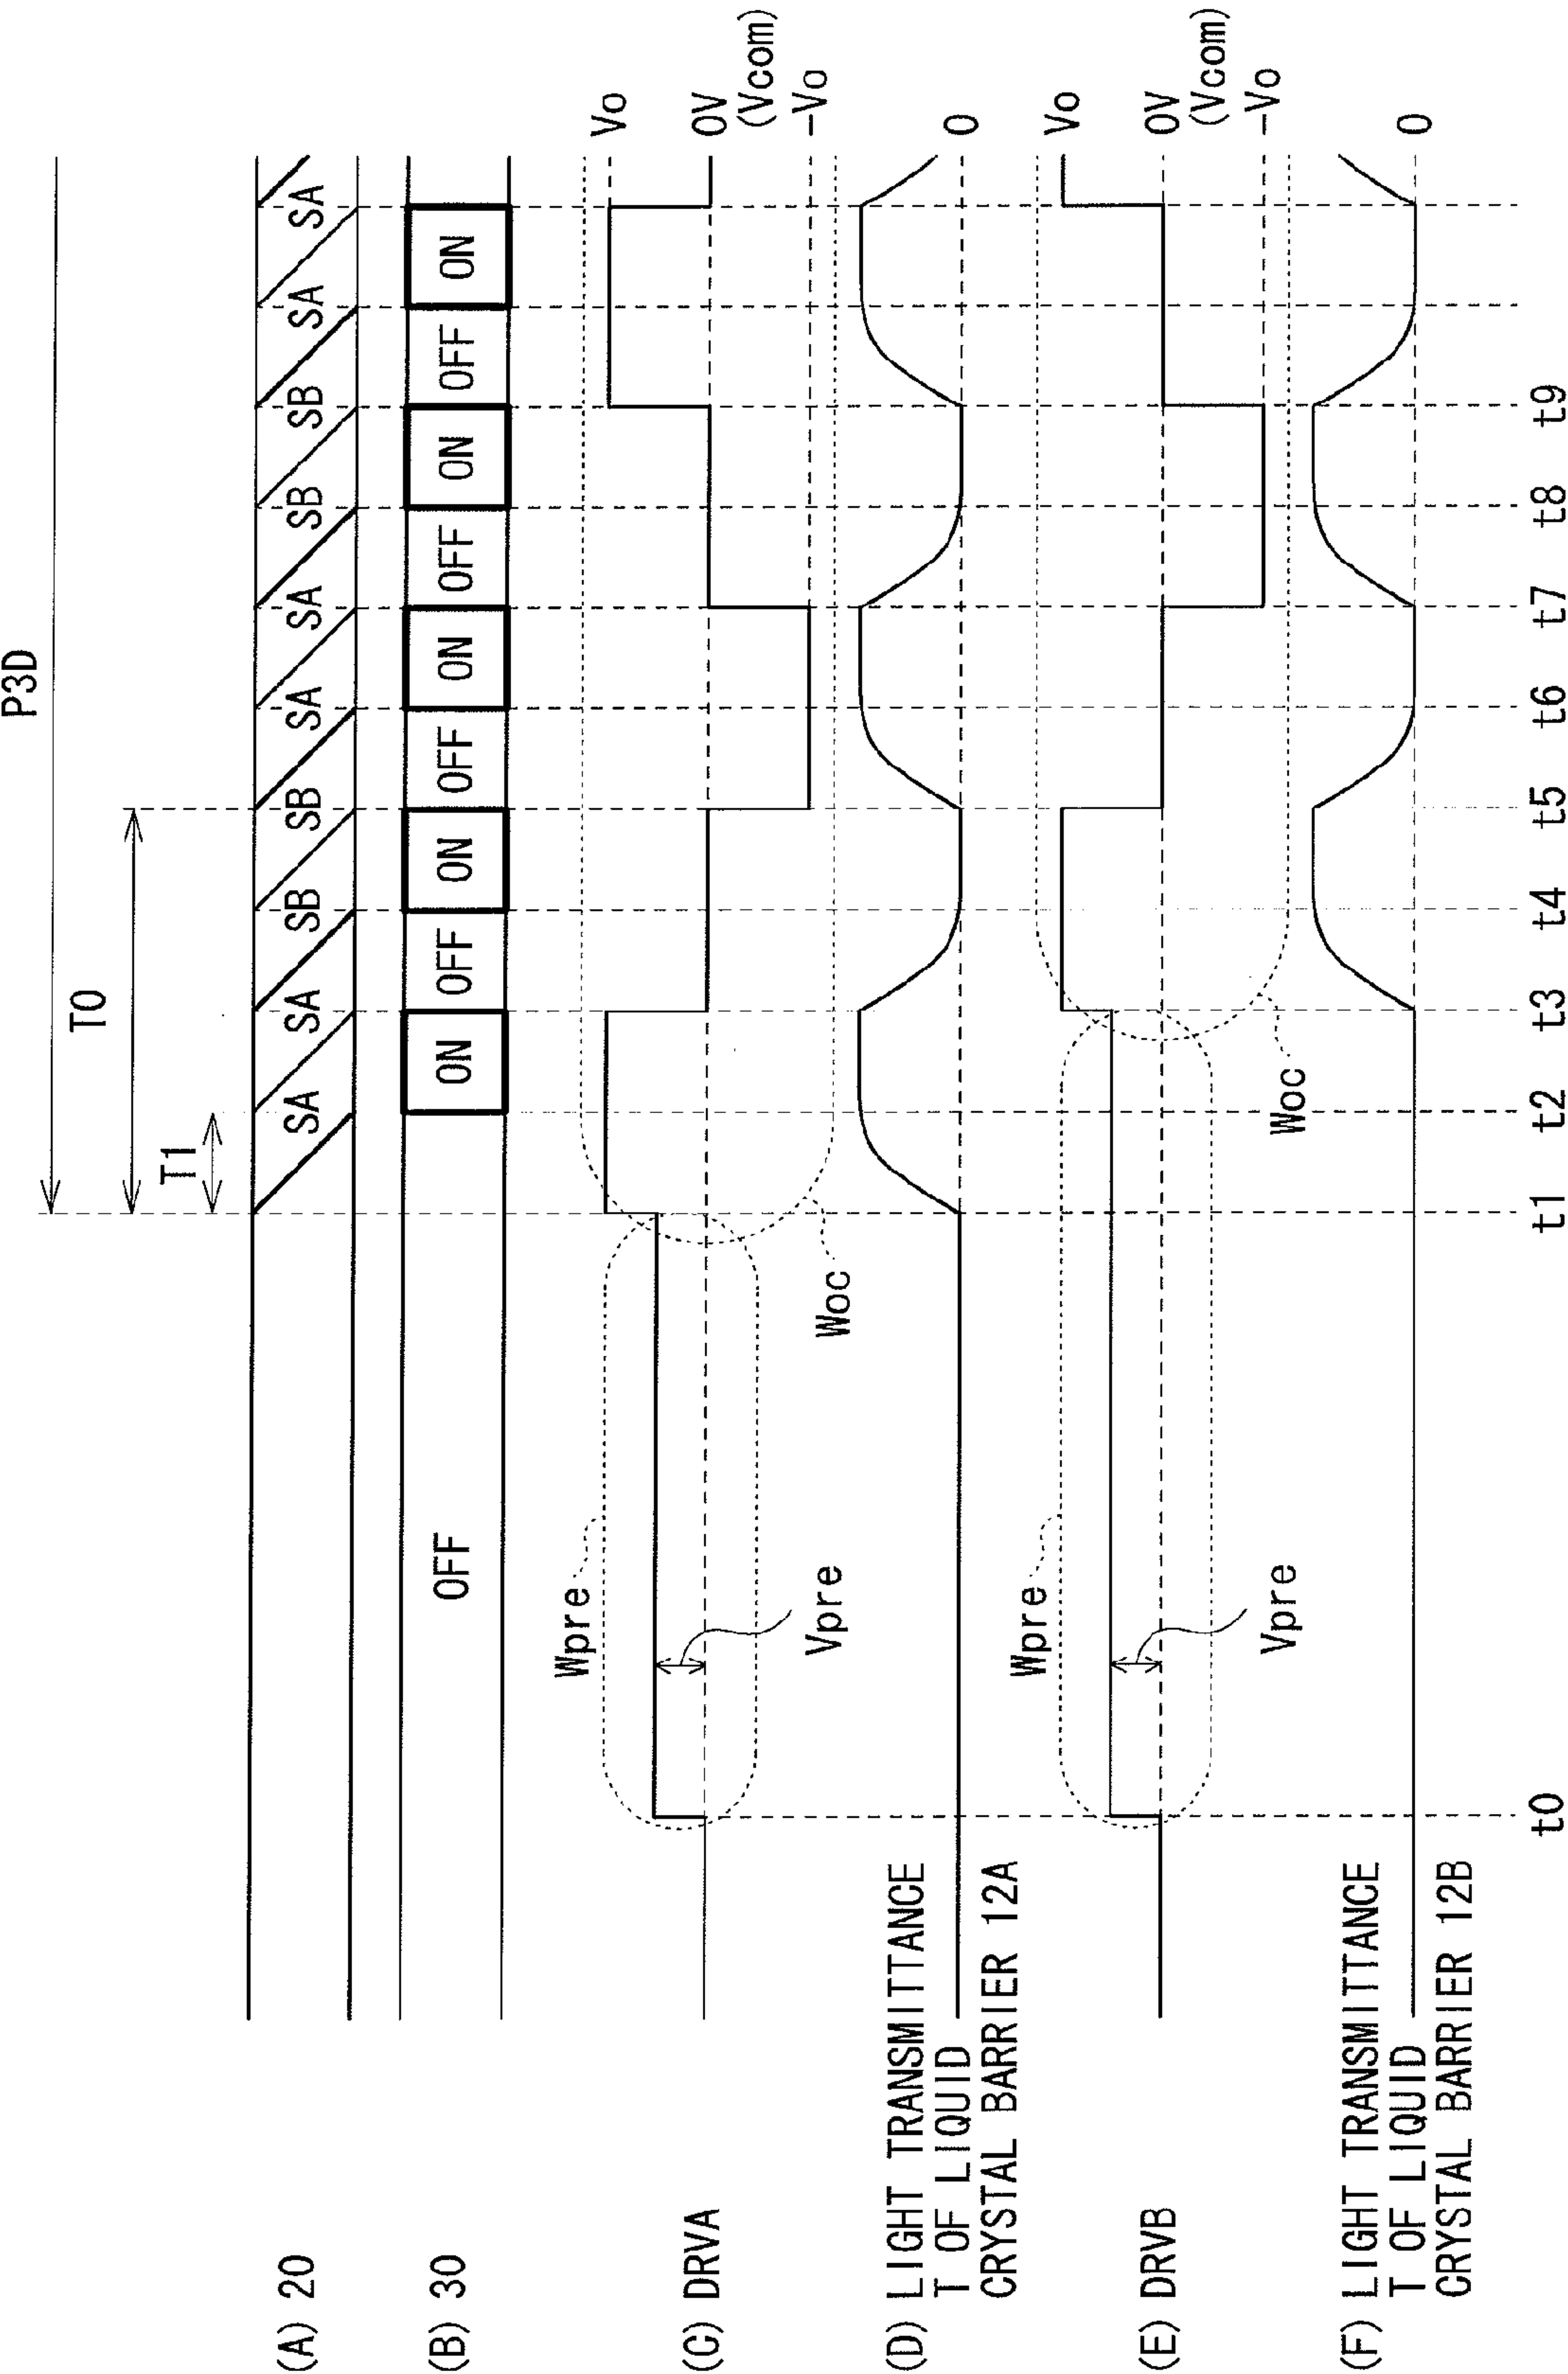 P3D
T0
T1
(A) 20
SA
SA
SB
SB
SA
SA
SB
SB
SA
SA
(B) 30
OFF
ON
OFF
ON
OFF
ON
OFF
ON
OFF
ON
(C) DRVA
Wpre
Vpre
Woc
Vo
0V
(Vcom)
-Vo
(D) LIGHT TRANSMITTANCE
T OF LIQUID
CRYSTAL BARRIER 12A
0
(E) DRVB
Wpre
Vpre
Woc
Vo
0V
(Vcom)
-Vo
(F) LIGHT TRANSMITTANCE
T OF LIQUID
CRYSTAL BARRIER 12B
0
t0
t1
t2
t3
t4
t5
t6
t7
t8
t9